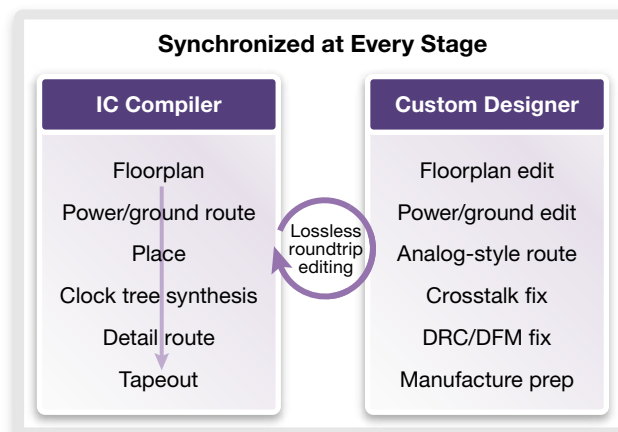 Synchronized at Every Stage
IC Compiler
Floorplan
Power/ground route
Place
Clock tree synthesis
Detail route
Tapeout
Lossless
roundtrip
editing
Custom Designer
Floorplan edit
Power/ground edit
Analog-style route
Crosstalk fix
DRC/DFM fix
Manufacture prep